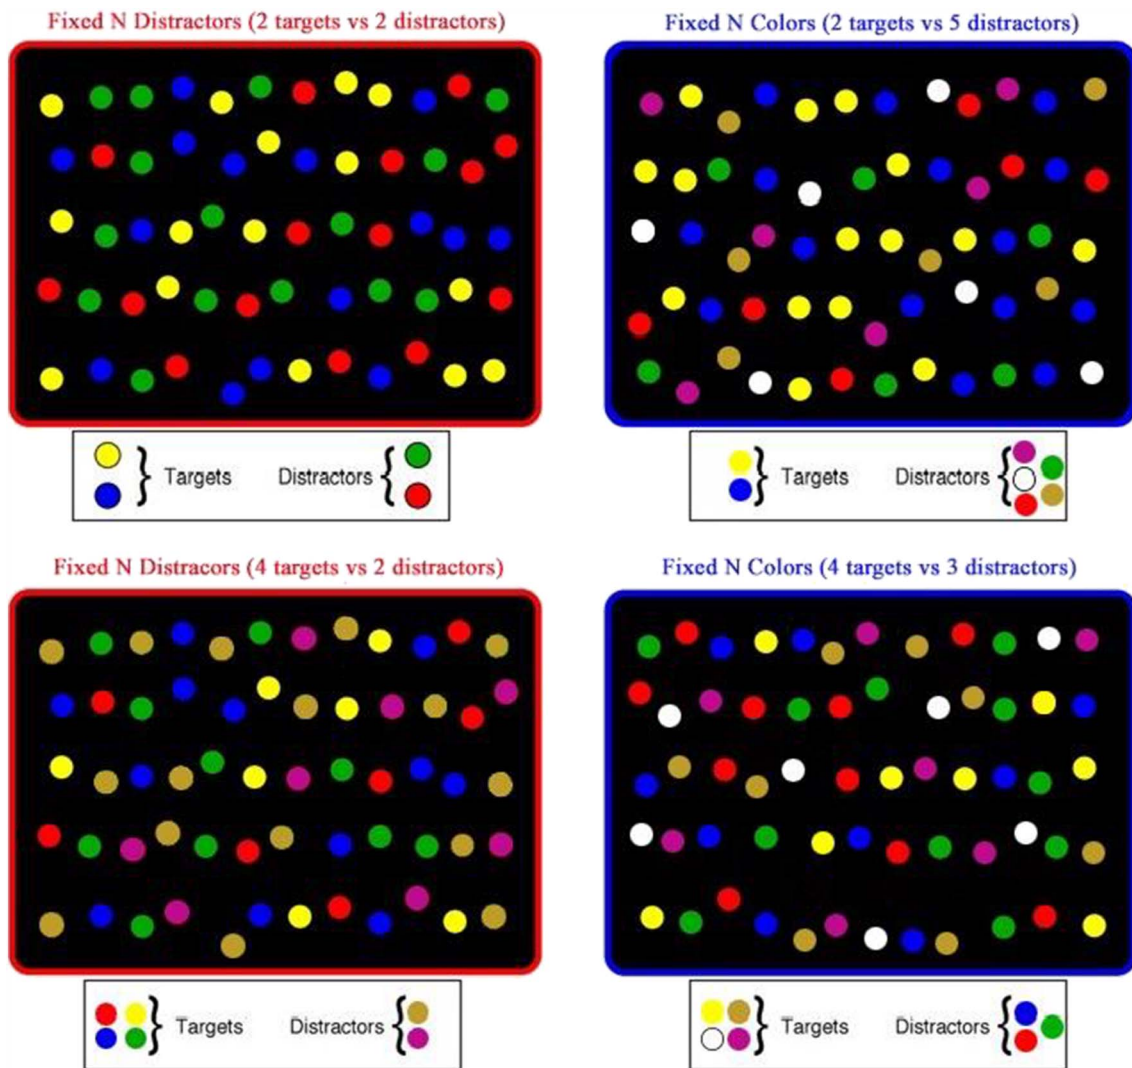 Fixed N Distractors (2 targets vs 2 distractors)
Fixed N Colors (2 targets vs 5 distractors)
Targets
Distractors
Targets
Distractors
Fixed N Distracors (4 targets vs 2 distractors)
Fixed N Colors (4 targets vs 3 distractors)
Targets
Distractors
Targets
Distractors